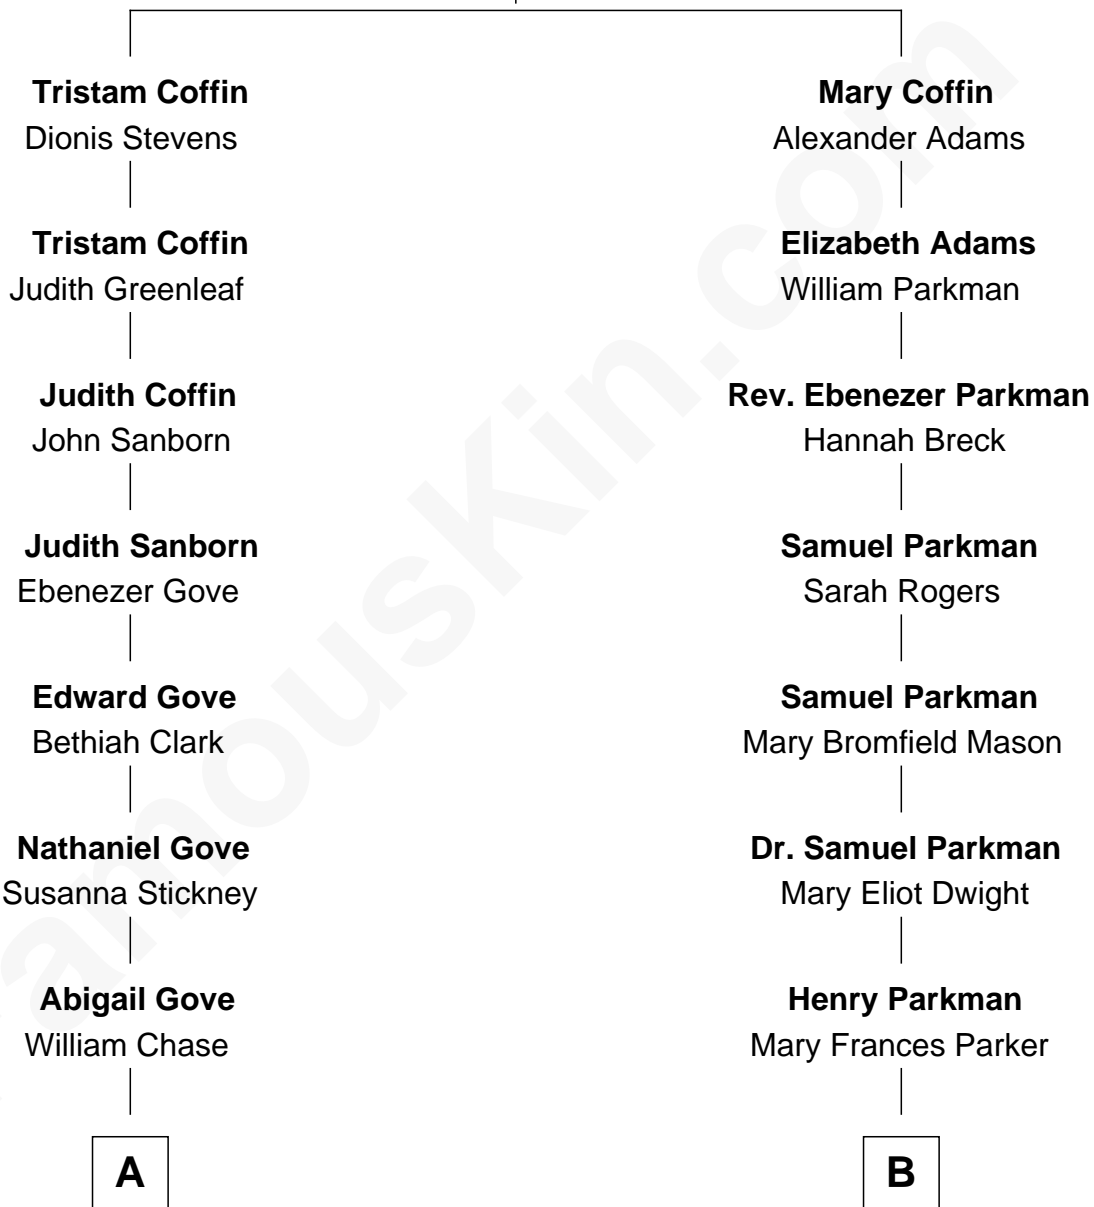 Tristam Coffin
Dionis Stevens
Tristam Coffin
Judith Greenleaf
Judith Coffin
John Sanborn
Judith Sanborn
Ebenezer Gove
Edward Gove
Bethiah Clark
Nathaniel Gove
Susanna Stickney
Abigail Gove
William Chase
A
Mary Coffin
Alexander Adams
Elizabeth Adams
William Parkman
Rev. Ebenezer Parkman
Hannah Breck
Samuel Parkman
Sarah Rogers
Samuel Parkman
Mary Bromfield Mason
Dr. Samuel Parkman
Mary Eliot Dwight
Henry Parkman
Mary Frances Parker
B
amousKin.com